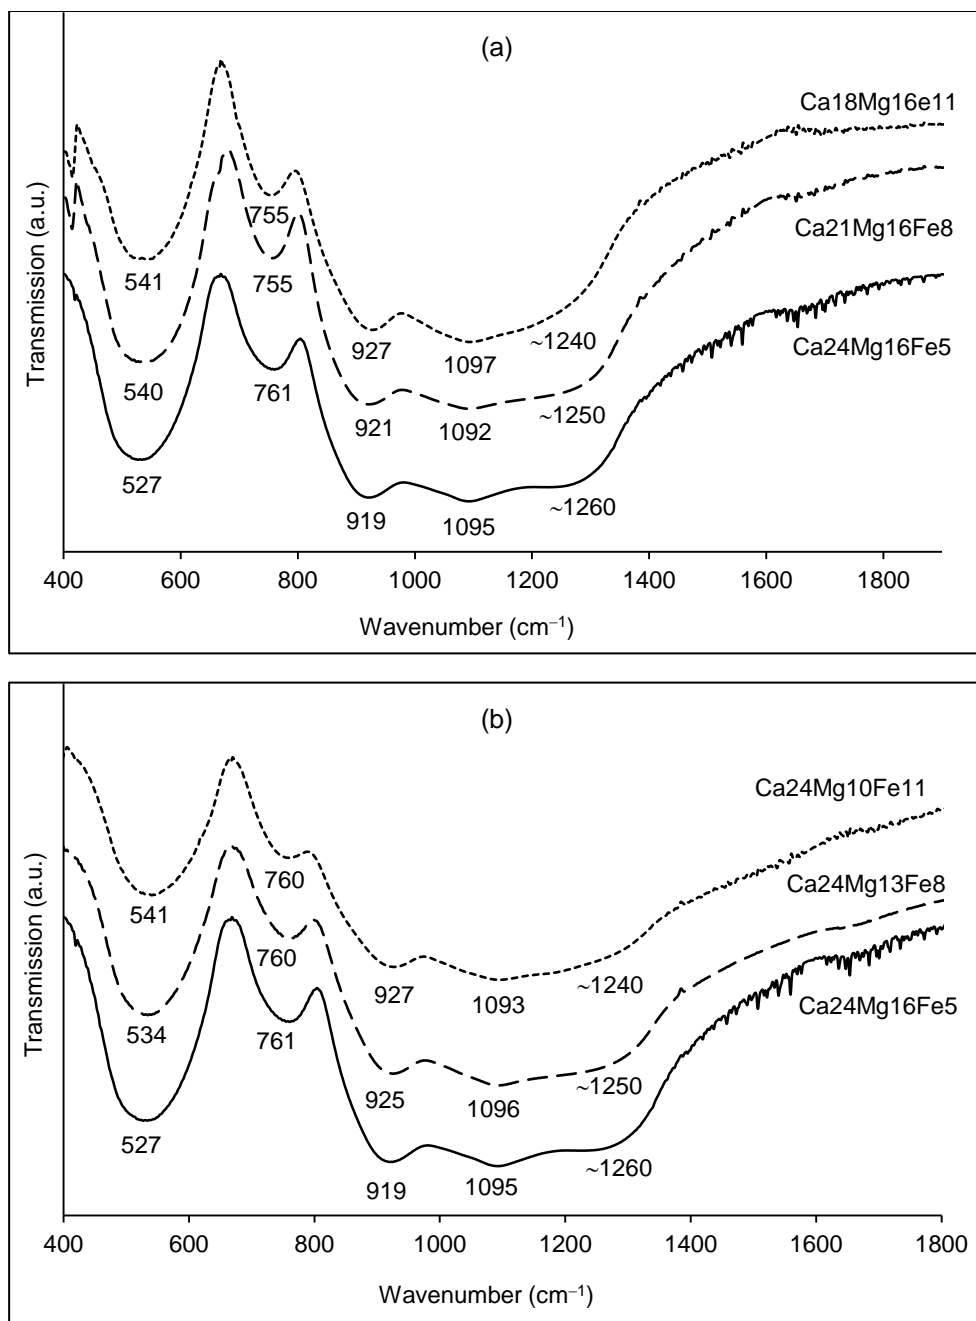 (a)
Ca18Mg16e11
Ca21Mg16Fe8
Ca24Mg16Fe5
Transmission (a.u.)
755
541
755
927
1097
~1240
540
761
921
1092
~1250
527
919
1095
~1260
400 600 800 1000 1200 1400 1600 1800
Wavenumber (cm⁻¹)
(b)
Ca24Mg10Fe11
Ca24Mg13Fe8
Ca24Mg16Fe5
Transmission (a.u.)
760
541
760
927
1093
~1240
534
761
925
1096
~1250
527
919
1095
~1260
400 600 800 1000 1200 1400 1600 1800
Wavenumber (cm⁻¹)